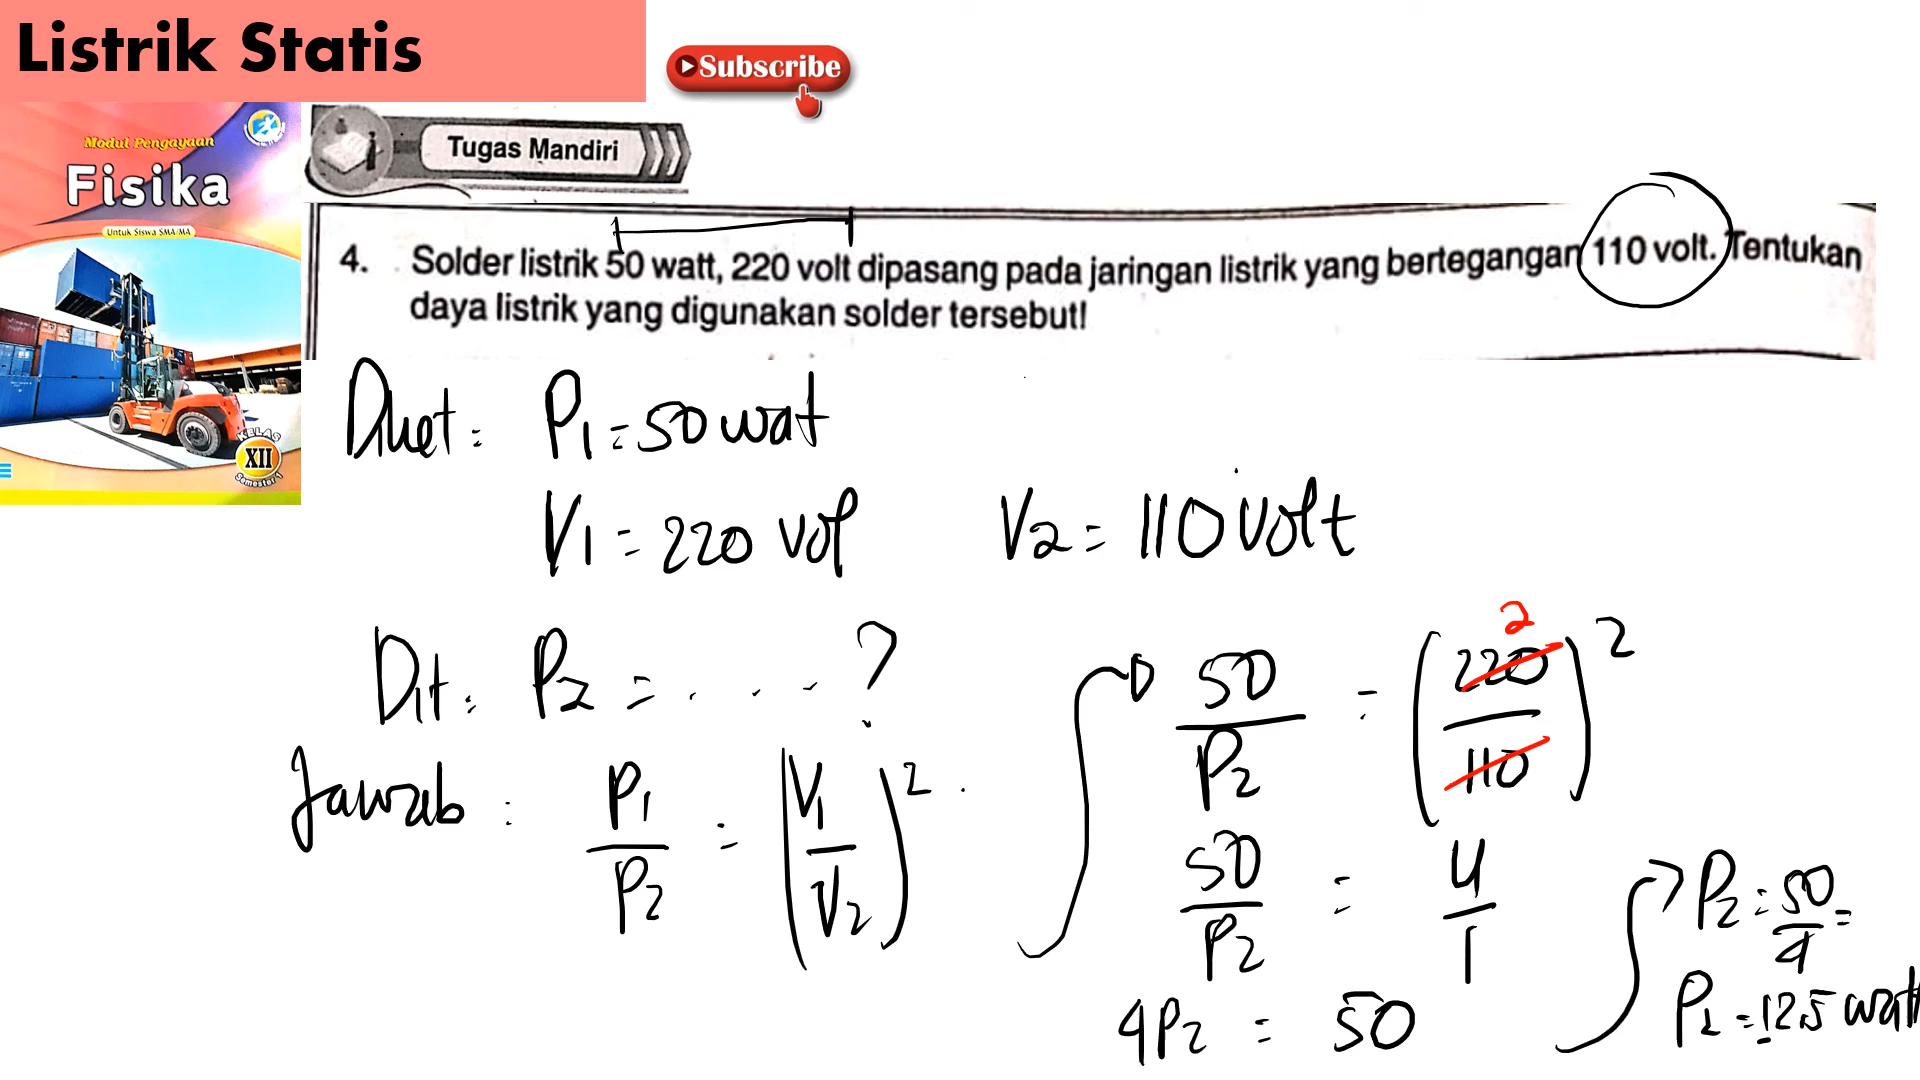 Listrik Statis
Subscribe
Modul Pengayaan
Fisika
Untuk Siswa SMA/MA
KELAS
XII
Semester 1
Tugas Mandiri
4. Solder listrik 50 watt, 220 volt dipasang pada jaringan listrik yang bertegangan 110 volt. Tentukan
daya listrik yang digunakan solder tersebut!
Diket: P1 = 50 wat
V1 = 220 vol V2 = 110 volt
Dit: P2 = . . . . ?
Jawab : P1/P2 = (V1/V2)²
50/P2 = (220/110)²
2
50/P2 = 4/1
4P2 = 50
P2 = 50/4 =
P2 = 12,5 watt